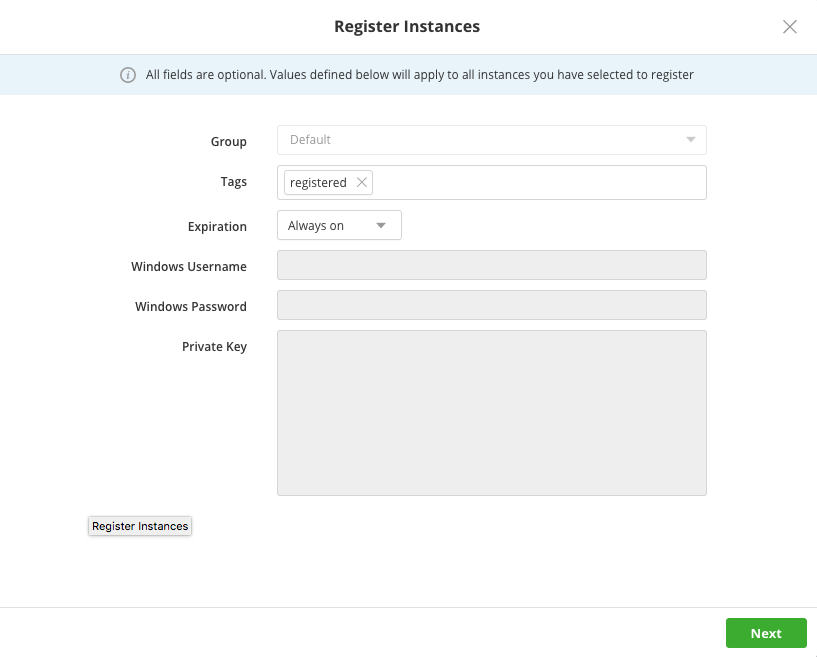 Register Instances
All fields are optional. Values defined below will apply to all instances you have selected to register
Group
Default
Tags
registered
Expiration
Always on
Windows Username
Windows Password
Private Key
Register Instances
Next